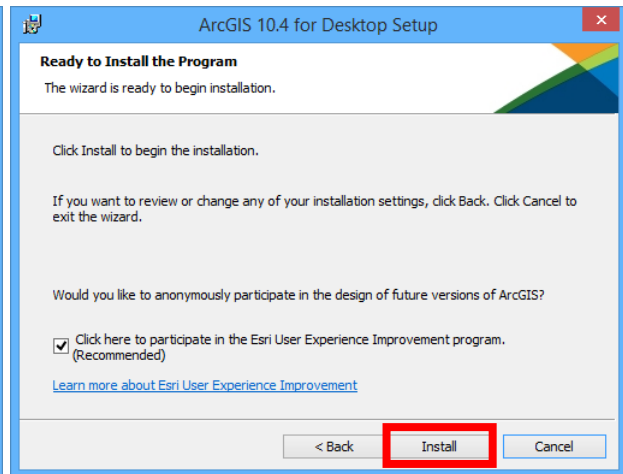 ArcGIS 10.4 for Desktop Setup
Ready to Install the Program
The wizard is ready to begin installation.
Click Install to begin the installation.
If you want to review or change any of your installation settings, click Back. Click Cancel to
exit the wizard.
Would you like to anonymously participate in the design of future versions of ArcGIS?
Click here to participate in the Esri User Experience Improvement program.
(Recommended)
Learn more about Esri User Experience Improvement
< Back Install Cancel